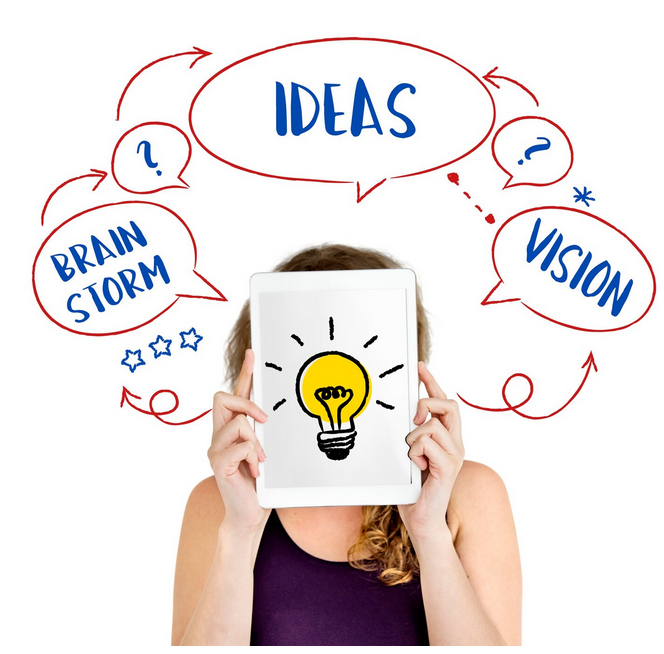 IDEAS
?
?
BRAIN
STORM
VISION